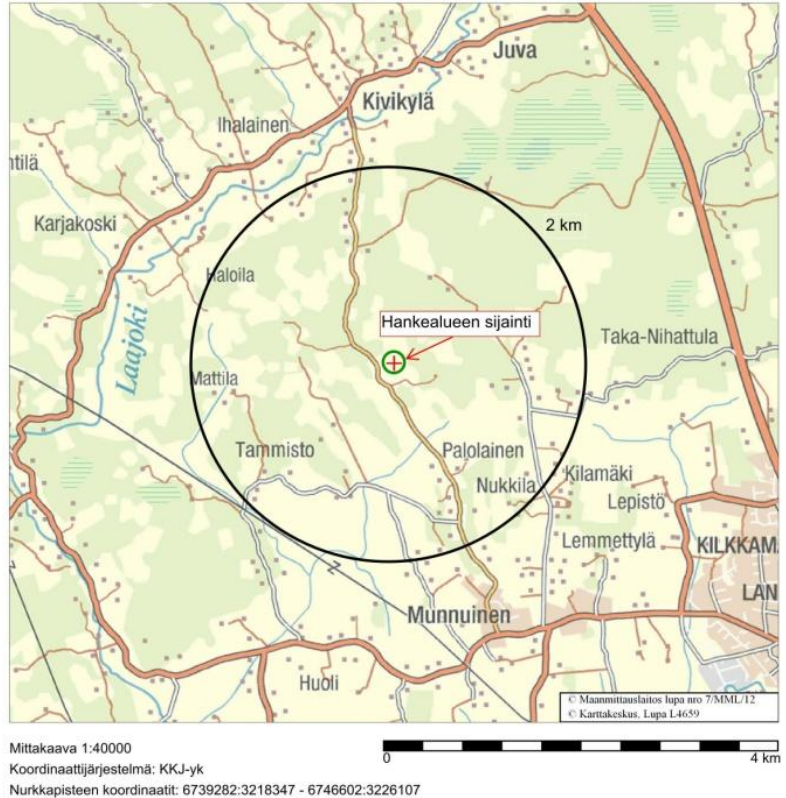 Juva
Kivikylä
Ihalainen
ntilä
Karjakoski
2 km
Haloila
Hankealueen sijainti
Taka-Nihattula
Laajoki
Mattila
Tammisto
Palolainen
Nukkila
Kilamäki
Lepistö
Lemmettylä
KILKKAM
LAN
Munnuinen
Huoli
© Maanmittauslaitos lupa nro 7/MML/12
© Karttakeskus, Lupa L4659
Mittakaava 1:40000
0 4 km
Koordinaattijärjestelmä: KKJ-yk
Nurkkapisteen koordinaatit: 6739282:3218347 - 6746602:3226107